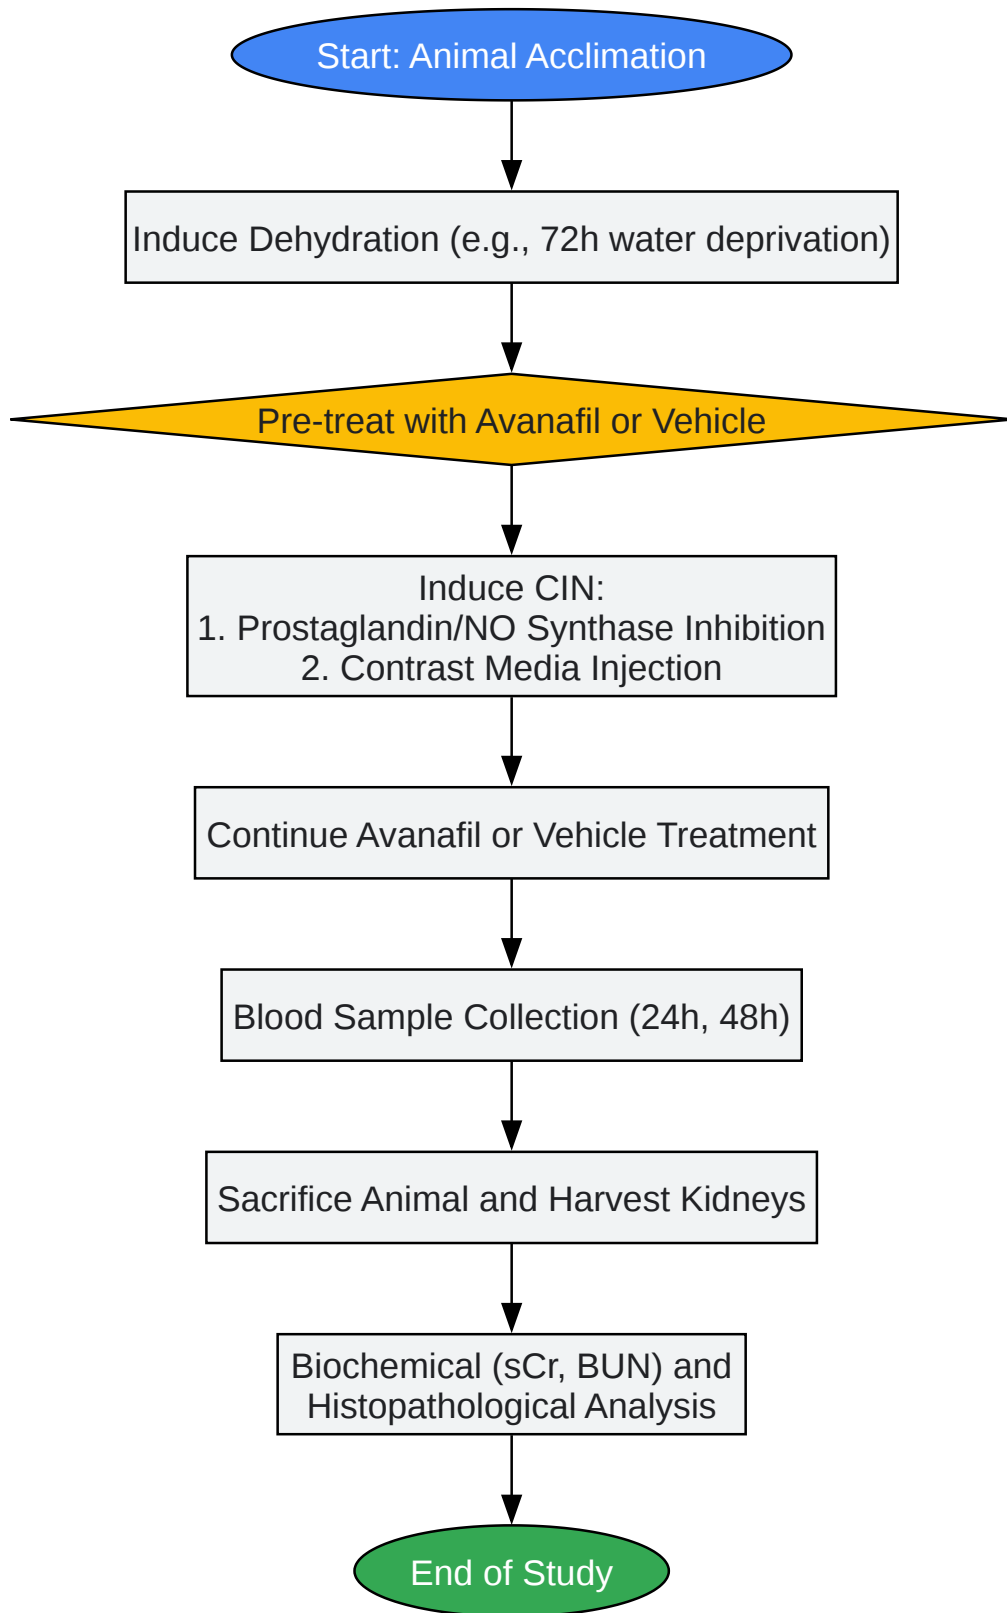 Start: Animal Acclimation
Induce Dehydration (e.g., 72h water deprivation)
Pre-treat with Avanafil or Vehicle
Induce CIN:
1. Prostaglandin/NO Synthase Inhibition
2. Contrast Media Injection
Continue Avanafil or Vehicle Treatment
Blood Sample Collection (24h, 48h)
Sacrifice Animal and Harvest Kidneys
Biochemical (sCr, BUN) and
Histopathological Analysis
End of Study